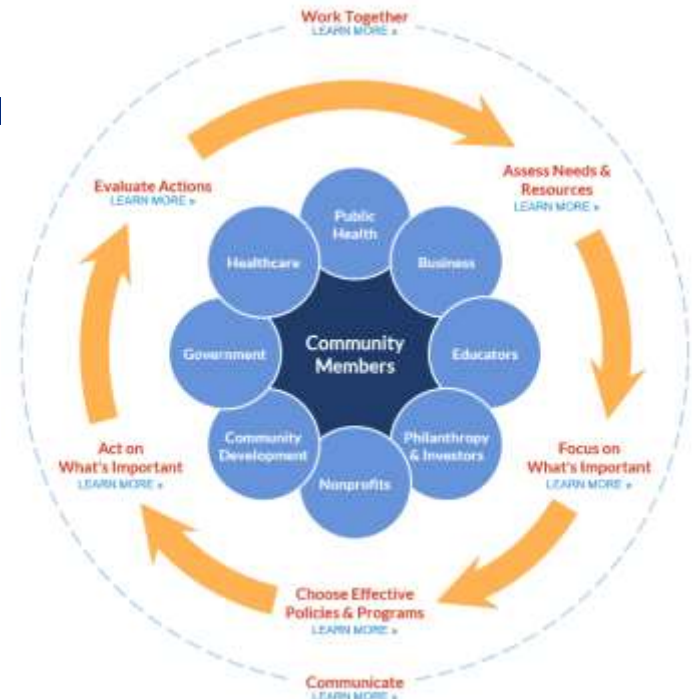 Work Together
LEARN MORE »
Evaluate Actions
LEARN MORE »
Assess Needs &
Resources
LEARN MORE »
Public
Health
Healthcare
Business
Government
Community
Members
Educators
Community
Development
Philanthropy
& Investors
Nonprofits
Act on
What's Important
LEARN MORE »
Focus on
What's Important
LEARN MORE »
Choose Effective
Policies & Programs
LEARN MORE »
Communicate
LEARN MORE »